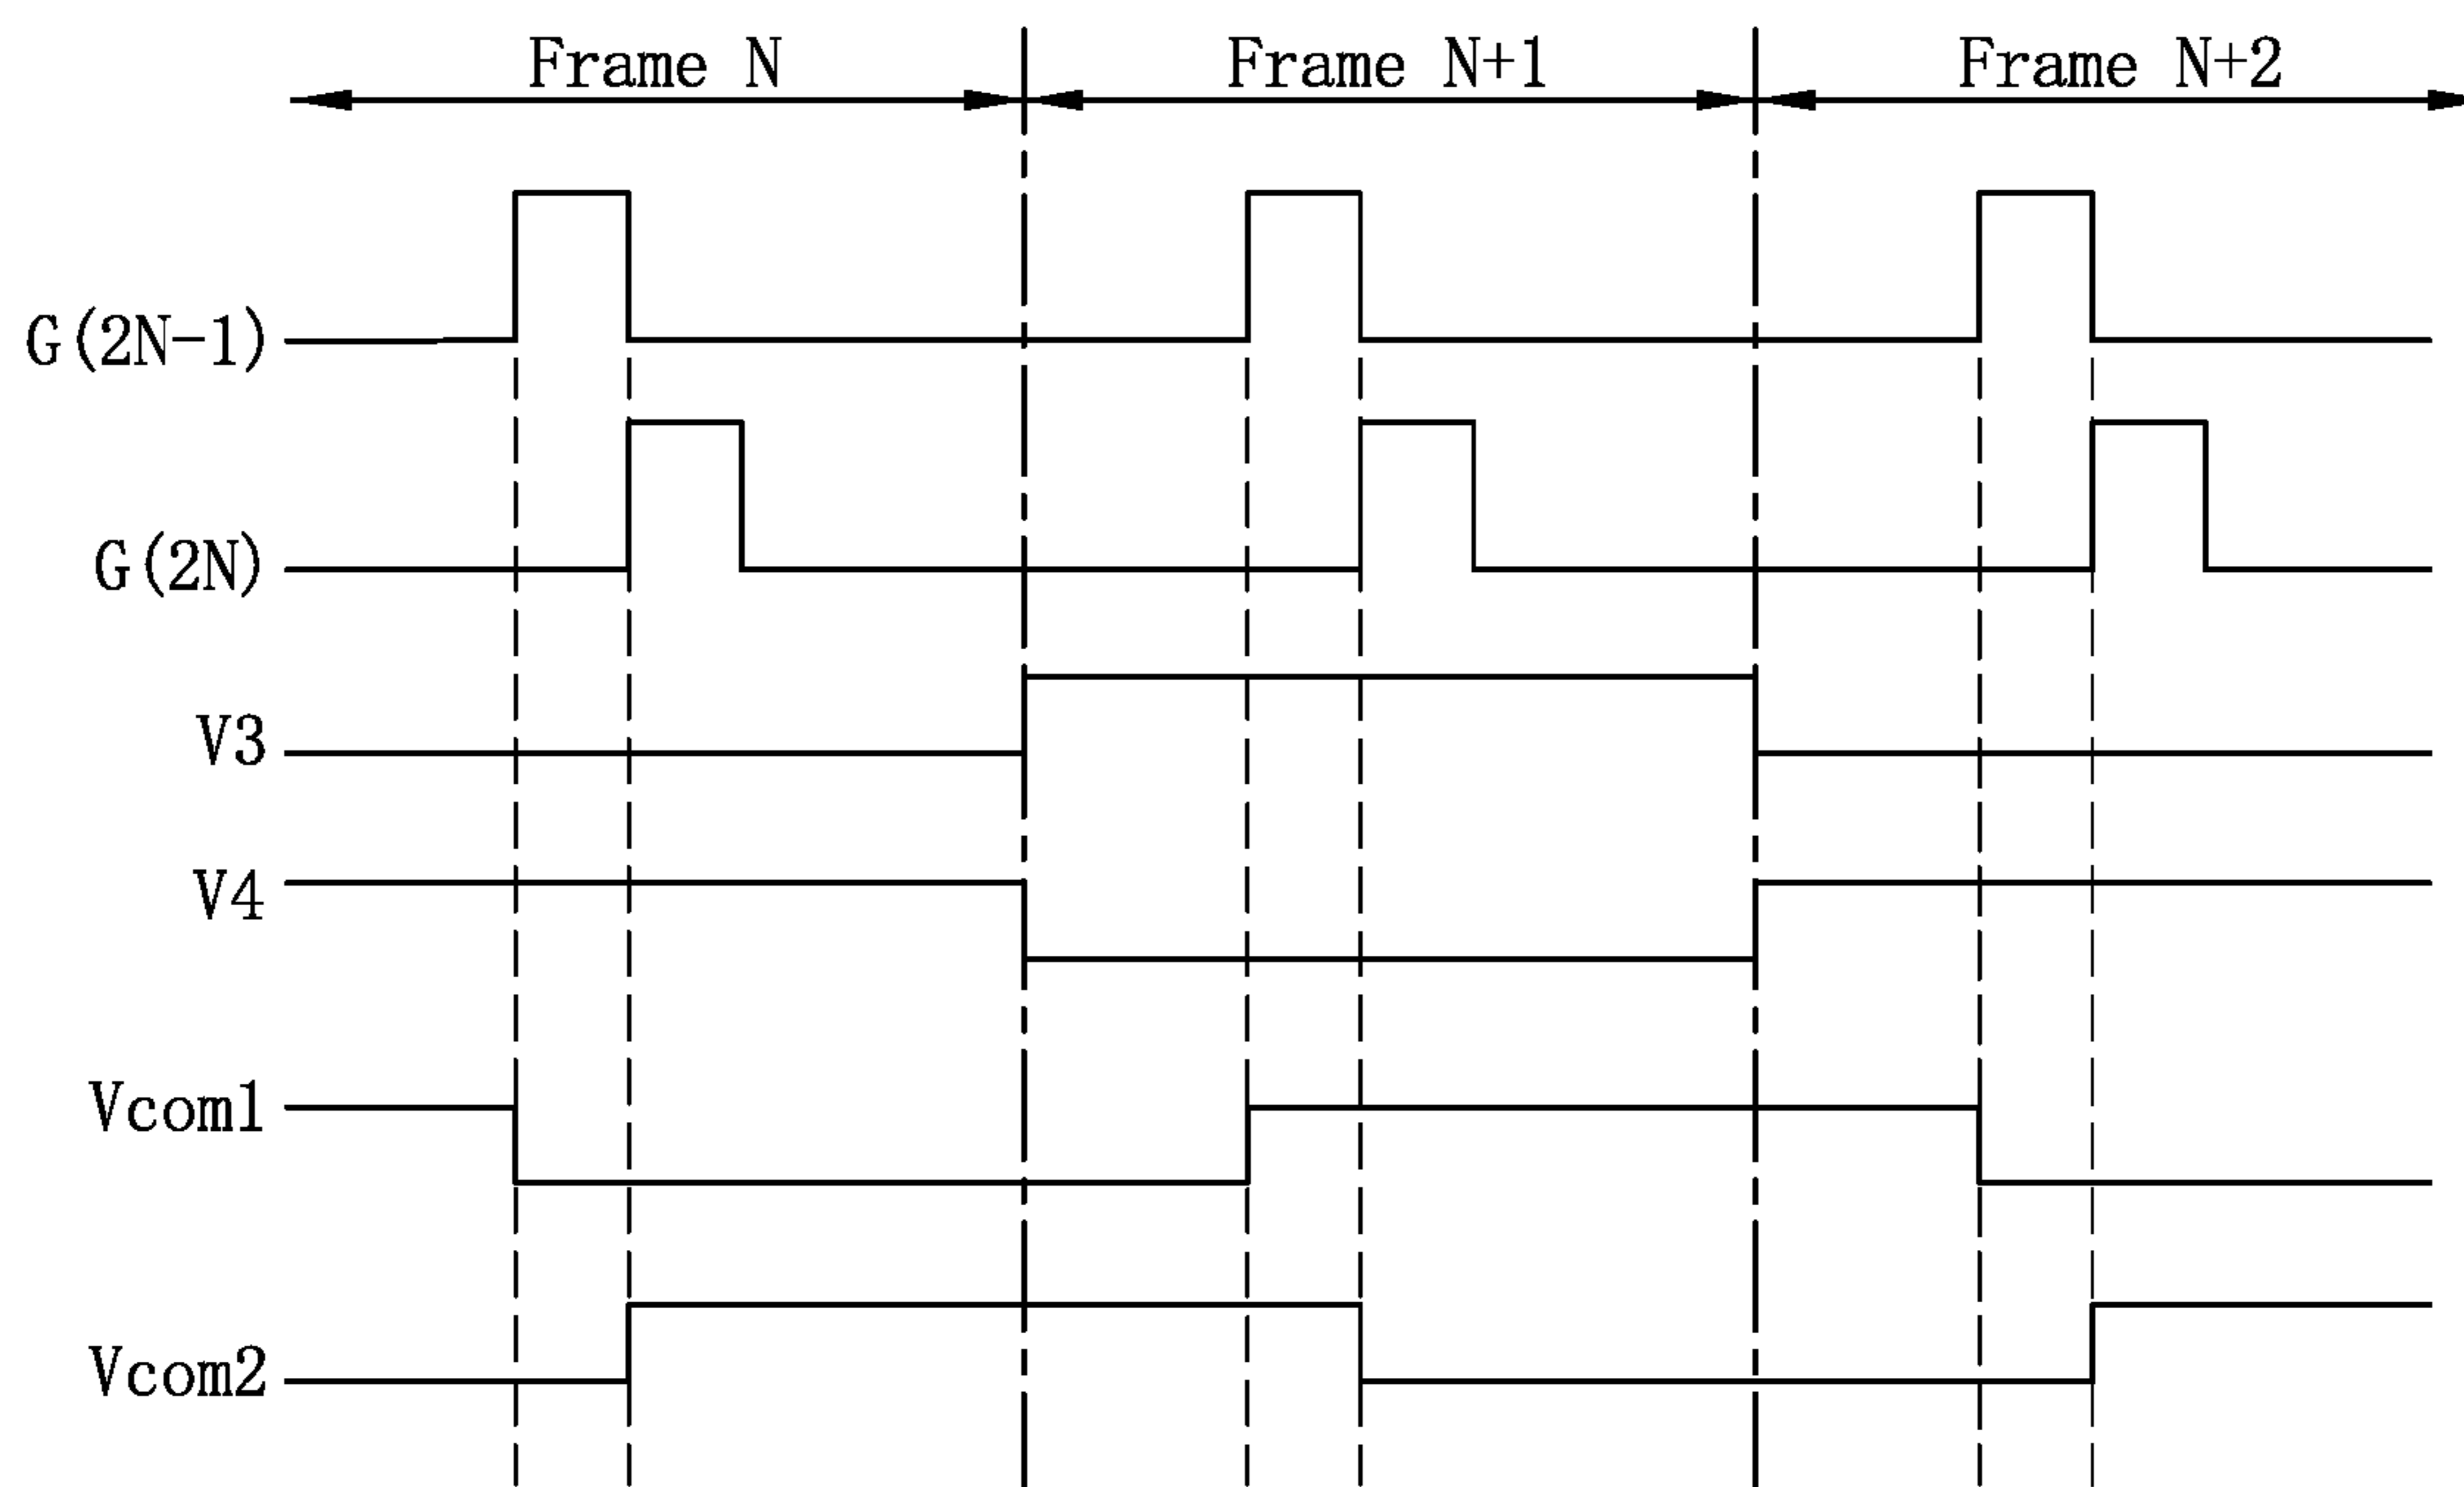 Frame N Frame N+1 Frame N+2
G(2N-1)
G(2N)
V3
V4
Vcom1
Vcom2